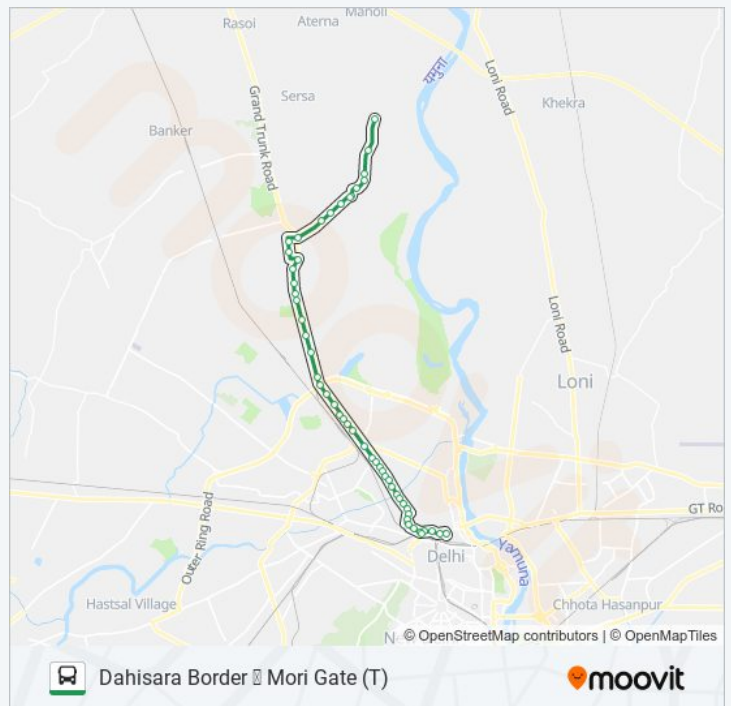 Manoli
Aterna
Rasoi
यमुना
Loni Road
Sersa
Khekra
Grand Trunk Road
Banker
Loni Road
Loni
Outer Ring Road
GT Ro
Delhi
Yamuna
Hastsal Village
Chhota Hasanpur
N
© OpenStreetMap contributors | © OpenMapTiles
Dahisara Border  Mori Gate (T)
moovit